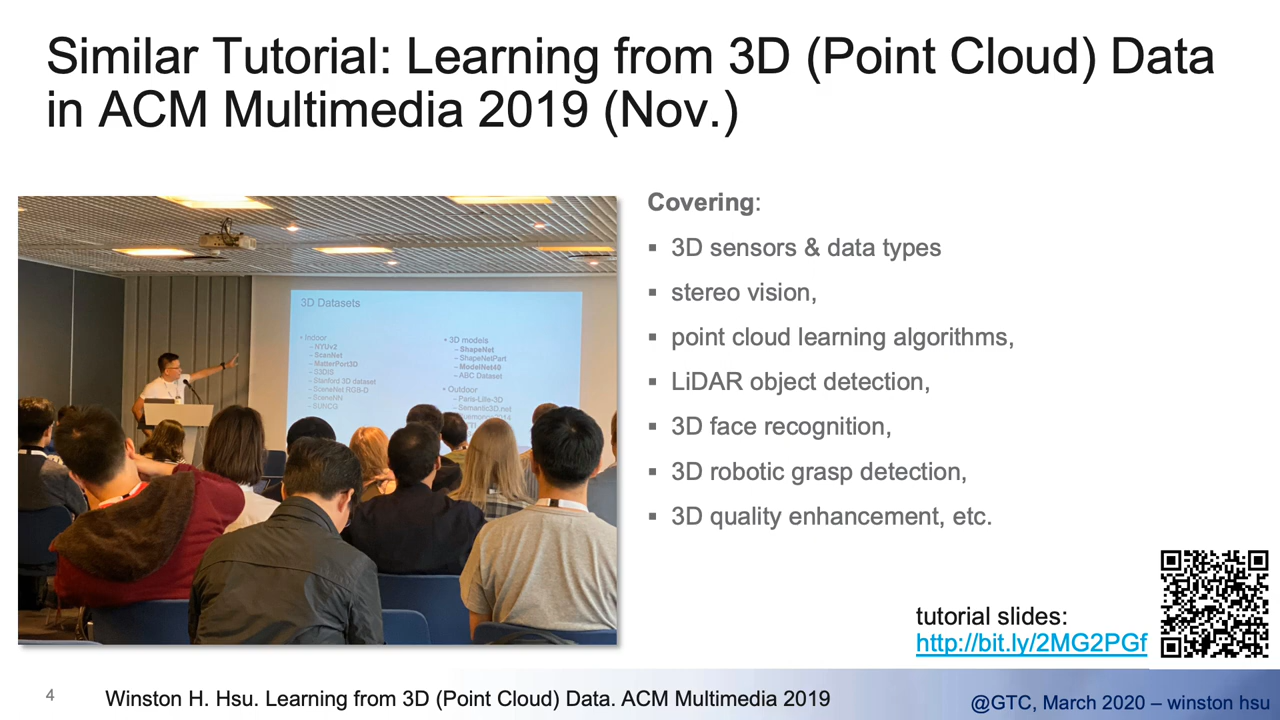 Similar Tutorial: Learning from 3D (Point Cloud) Data
in ACM Multimedia 2019 (Nov.)
3D Datasets
• Indoor
– NYUv2
– ScanNet
– MatterPort3D
– S3DIS
– Stanford 3D dataset
– SceneNet RGB-D
– SceneNN
– SUNCG
• 3D models
– ShapeNet
– ShapeNetPart
– ModelNet40
– ABC Dataset
• Outdoor
– Paris-Lille-3D
– Semantic3D.net
Covering:
▪ 3D sensors & data types
▪ stereo vision,
▪ point cloud learning algorithms,
▪ LiDAR object detection,
▪ 3D face recognition,
▪ 3D robotic grasp detection,
▪ 3D quality enhancement, etc.
tutorial slides:
http://bit.ly/2MG2PGf
4
Winston H. Hsu. Learning from 3D (Point Cloud) Data. ACM Multimedia 2019
@GTC, March 2020 – winston hsu